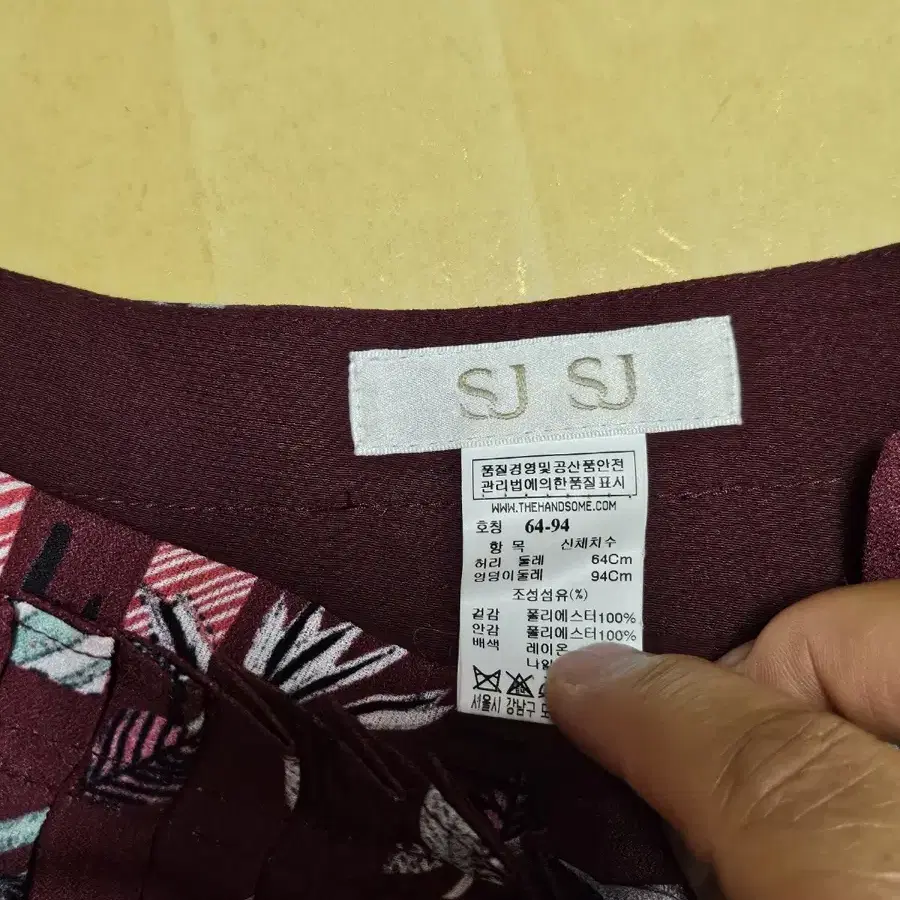 SJ SJ
품질경영및공산품안전
관리법에의한품질표시
WWW.THEHANDSOME.COM
호칭 64-94
항 목 신체치수
허리 둘레 64Cm
엉덩이둘레 94Cm
조성섬유(%)
겉감 폴리에스터100%
안감 폴리에스터100%
배색 레이온
서울시 강남구